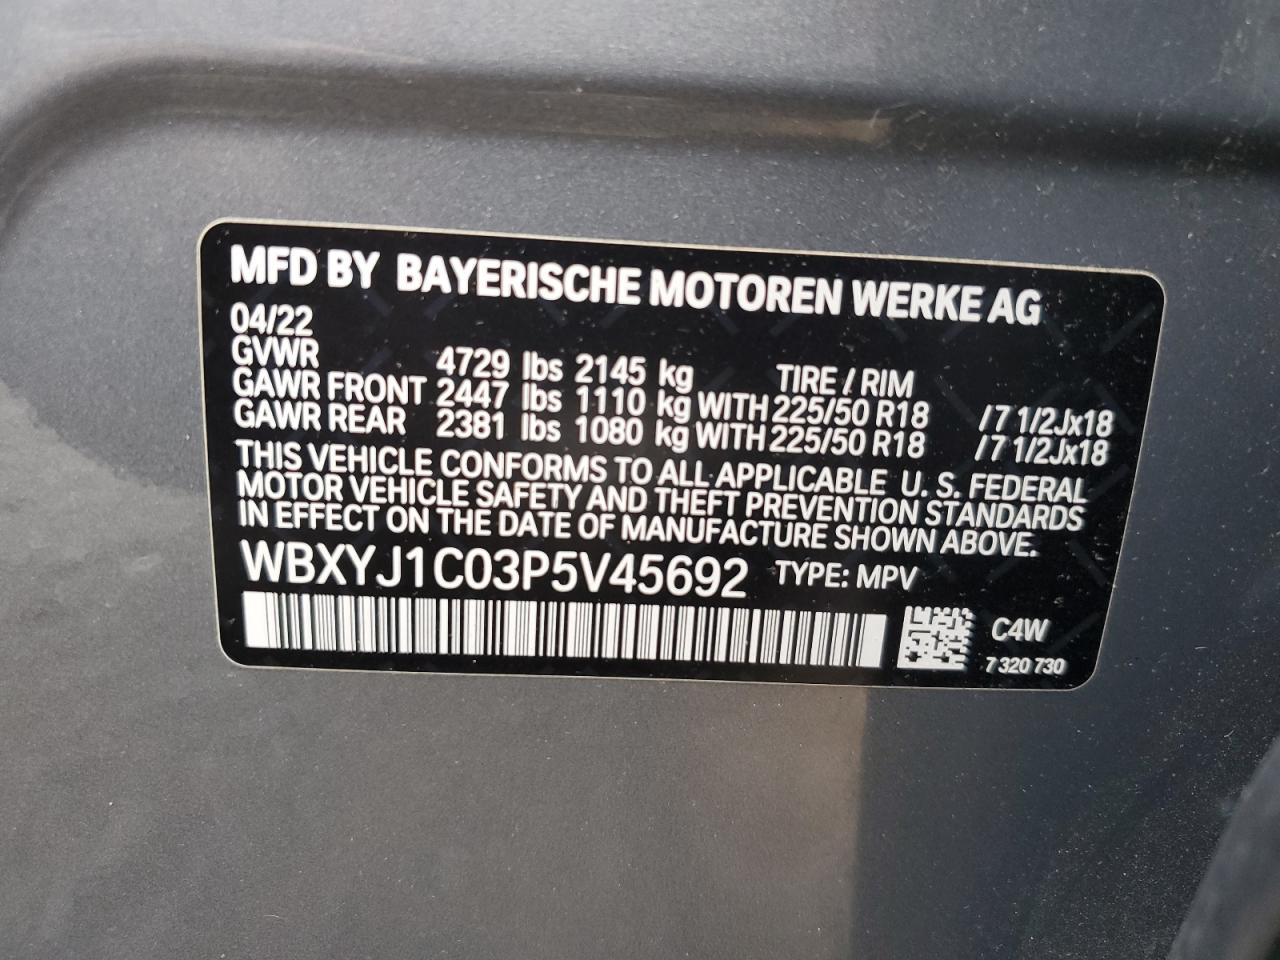 MFD BY BAYERISCHE MOTOREN WERKE AG
04/22
GVWR 4729 lbs 2145 kg TIRE / RIM
GAWR FRONT 2447 lbs 1110 kg WITH 225/50 R18 /7 1/2Jx18
GAWR REAR 2381 lbs 1080 kg WITH 225/50 R18 /7 1/2Jx18
THIS VEHICLE CONFORMS TO ALL APPLICABLE U. S. FEDERAL
MOTOR VEHICLE SAFETY AND THEFT PREVENTION STANDARDS
IN EFFECT ON THE DATE OF MANUFACTURE SHOWN ABOVE.
WBXYJ1C03P5V45692 TYPE: MPV
C4W
7 320 730